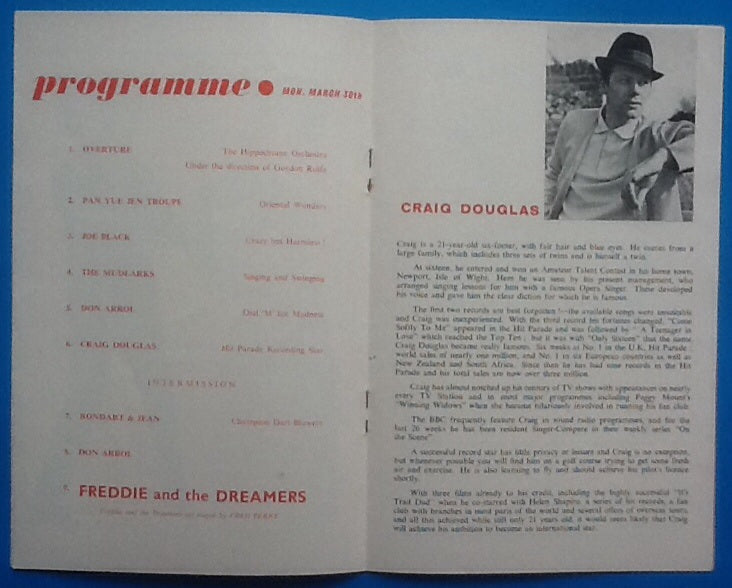 programme • MON. MARCH 30th
1. OVERTURE The Hippodrome Orchestra
Under the direction of Gordon Rolfe
2. PAN YUE JEN TROUPE Oriental Wonders
3. JOE BLACK Crazy but Harmless!
4. THE MUDLARKS Singing and Swinging
5. DON ARROL Dial 'M' for Madness
6. CRAIG DOUGLAS Hit Parade Recording Star
INTERMISSION
7. RONDART & JEAN Champion Dart-Blowers
8. DON ARROL
9. FREDDIE and the DREAMERS
Freddie and the Dreamers are managed by
CRAIG DOUGLAS
Craig is a 21-year-old six-footer, with fair hair and blue eyes. He comes from a
large family, which includes three sets of twins and is himself a twin.
At sixteen, he entered and won an Amateur Talent Contest in his home town,
Newport, Isle of Wight. Here he was seen by his present management, who
arranged singing lessons for him with a famous Opera Singer. These developed
his voice and gave him the clear diction for which he is famous.
The first two records are best forgotten!—the available songs were unsuitable
and Craig was inexperienced. With the third record his fortunes changed. "Come
Softly To Me" appeared in the Hit Parade and was followed by "A Teenager in
Love" which reached the Top Ten; but it was with "Only Sixteen" that the name
Craig Douglas became really famous. Six weeks at No. 1 in the U.K. Hit Parade;
world sales of nearly one million, and No. 1 in six European countries as well as
New Zealand and South Africa. Since then he has had nine records in the Hit
Parade and his total sales are now over three million.
Craig has almost notched up his century of TV shows with appearances on nearly
every TV Station and in most major programmes including Peggy Mount's
"Winning Widows" when she became hilariously involved in running his fan club.
The BBC frequently feature Craig in sound radio programmes, and for the
last 20 weeks he has been resident Singer-Compere in their weekly series "On
the Scene".
A successful record star has little privacy or leisure and Craig is no exception,
but whenever possible you will find him on a golf course trying to get some fresh
air and exercise. He is also learning to fly and should achieve his pilot's licence
shortly.
With three films already to his credit, including the highly successful "It's
Trad Dad" when he co-starred with Helen Shapiro, a series of hit records, a fan
club with branches in most parts of the world and several offers of overseas tours,
and all this achieved while still only 21 years old, it would seem likely that Craig
will achieve his ambition to become an international star.